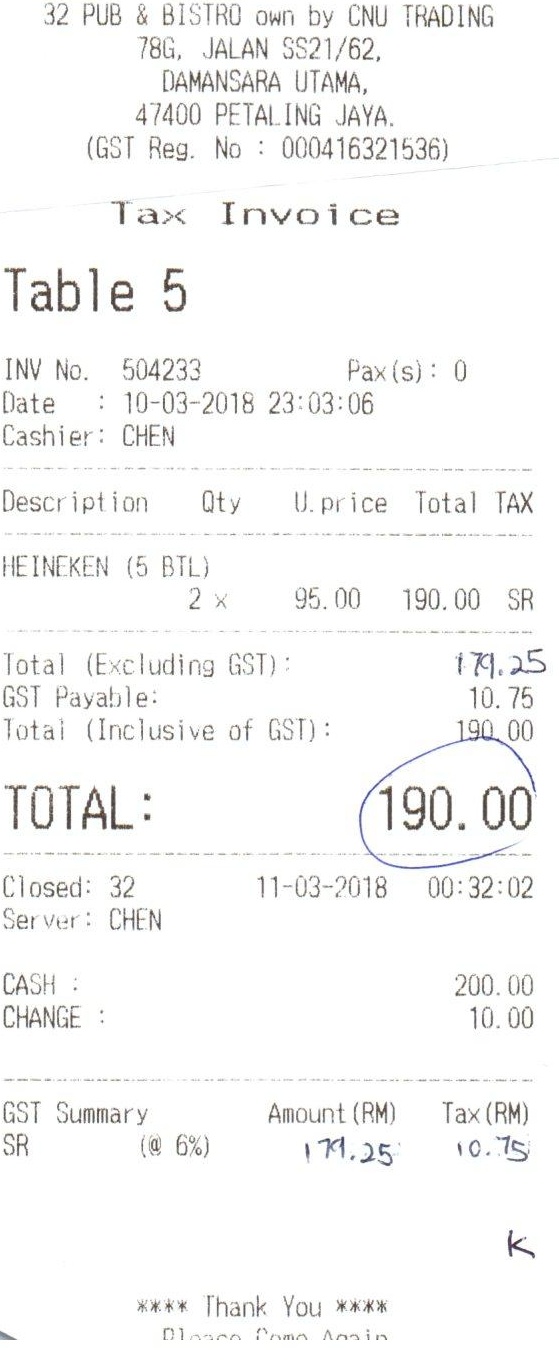 32 PUB & BISTRO own by CNU TRADING
78G, JALAN SS21/62,
DAMANSARA UTAMA,
47400 PETALING JAYA.
(GST Reg. No : 000416321536)
Tax Invoice
Table 5
INV No. 504233 Pax(s): 0
Date : 10-03-2018 23:03:06
Cashier: CHEN
Description Qty U.price Total TAX
HEINEKEN (5 BTL)
2 x 95.00 190.00 SR
Total (Excluding GST): 179.25
GST Payable: 10.75
Total (Inclusive of GST): 190.00
TOTAL: 190.00
Closed: 32 11-03-2018 00:32:02
Server: CHEN
CASH : 200.00
CHANGE : 10.00
GST Summary Amount(RM) Tax(RM)
SR (@ 6%) 179.25 10.75
K
**** Thank You ****
Please Come Again